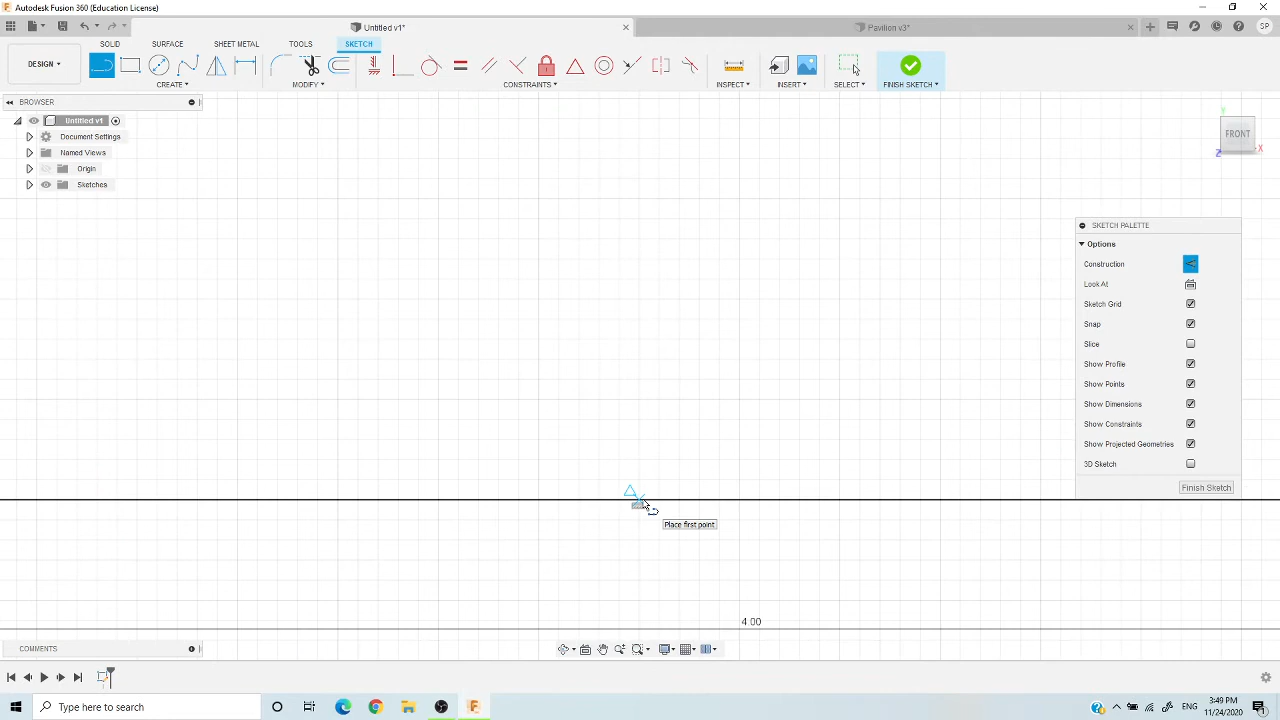 Autodesk Fusion 360 (Education License)
Untitled v1*
Pavilion v3*
SP
SOLID
SURFACE
SHEET METAL
TOOLS
SKETCH
DESIGN
CREATE
MODIFY
CONSTRAINTS
INSPECT
INSERT
SELECT
FINISH SKETCH
BROWSER
Untitled v1
Document Settings
Named Views
Origin
Sketches
Y
FRONT
Z
X
SKETCH PALETTE
Options
Construction
Look At
Sketch Grid
Snap
Slice
Show Profile
Show Points
Show Dimensions
Show Constraints
Show Projected Geometries
3D Sketch
Finish Sketch
Place first point
4.00
COMMENTS
Type here to search
3:49 PM
11/24/2020